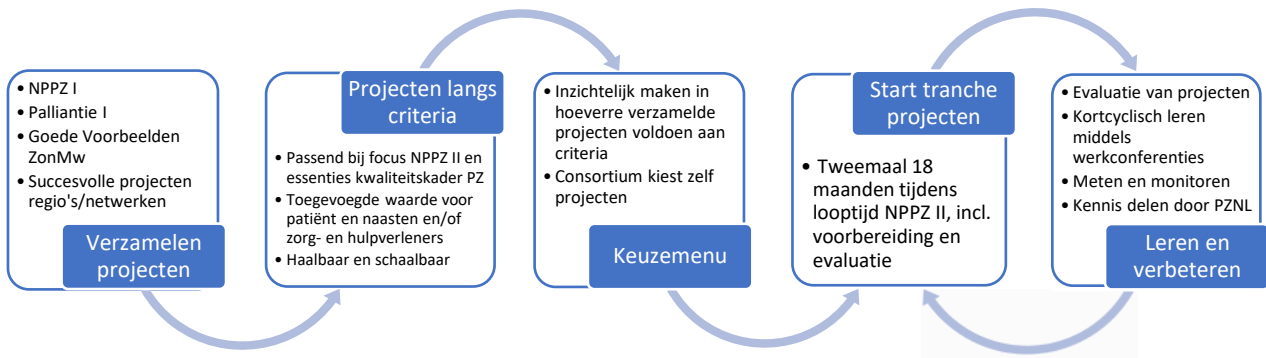 • NPPZ I
• Palliantie I
• Goede Voorbeelden
ZonMw
• Succesvolle projecten
regio's/netwerken
Verzamelen
projecten
Projecten langs
criteria
• Passend bij focus NPPZ II en
essenties kwaliteitskader PZ
• Toegevoegde waarde voor
patiënt en naasten en/of
zorg- en hulpverleners
• Haalbaar en schaalbaar
• Inzichtelijk maken in
hoeverre verzamelde
projecten voldoen aan
criteria
• Consortium kiest zelf
projecten
Keuzemenu
Start tranche
projecten
• Tweemaal 18
maanden tijdens
looptijd NPPZ II, incl.
voorbereiding en
evaluatie
• Evaluatie van projecten
• Kortcyclisch leren
middels
werkconferenties
• Meten en monitoren
• Kennis delen door PZNL
Leren en
verbeteren